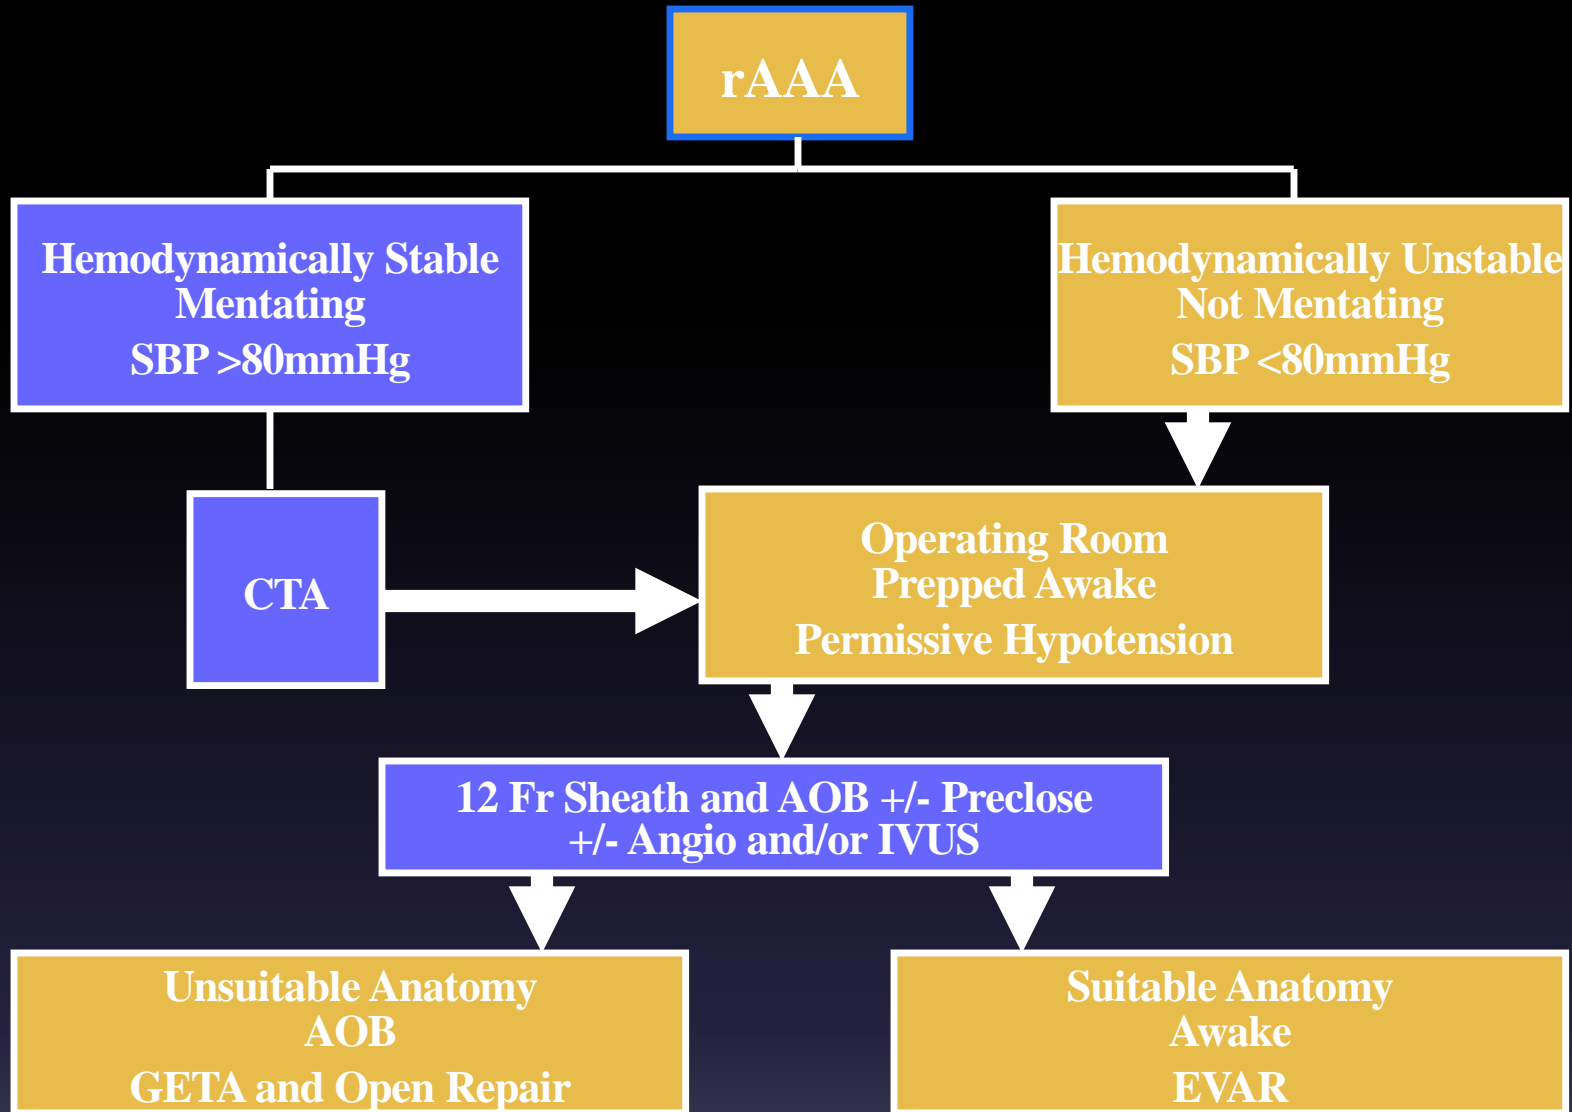 rAAA
Hemodynamically Stable
Mentating
SBP >80mmHg
Hemodynamically Unstable
Not Mentating
SBP <80mmHg
CTA
Operating Room
Prepped Awake
Permissive Hypotension
12 Fr Sheath and AOB +/- Preclose
+/- Angio and/or IVUS
Unsuitable Anatomy
AOB
GETA and Open Repair
Suitable Anatomy
Awake
EVAR